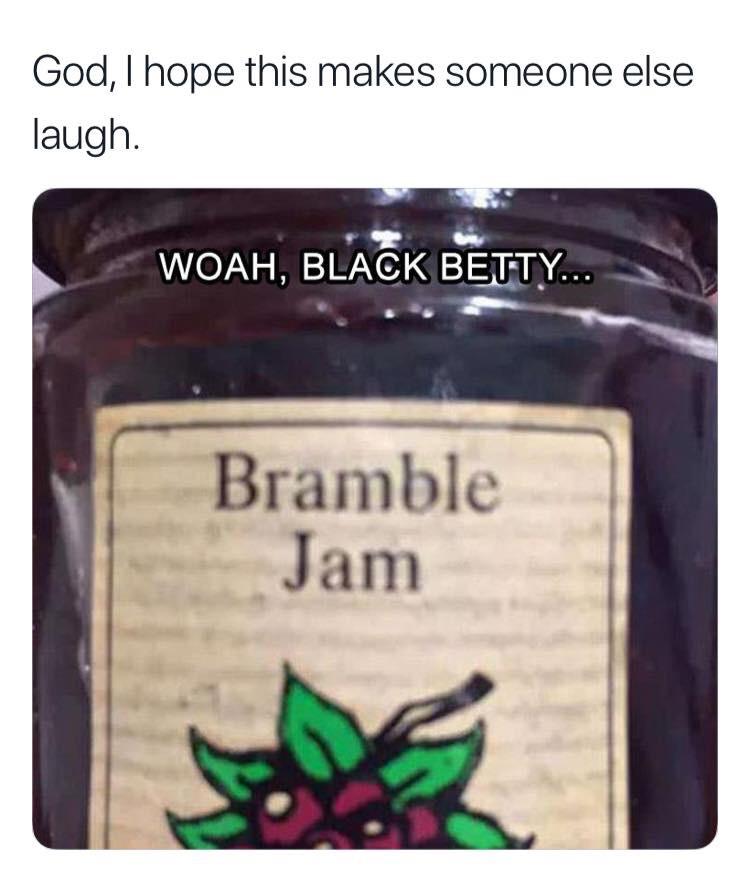 God, I hope this makes someone else
laugh.
WOAH, BLACK BETTY...
Bramble
Jam